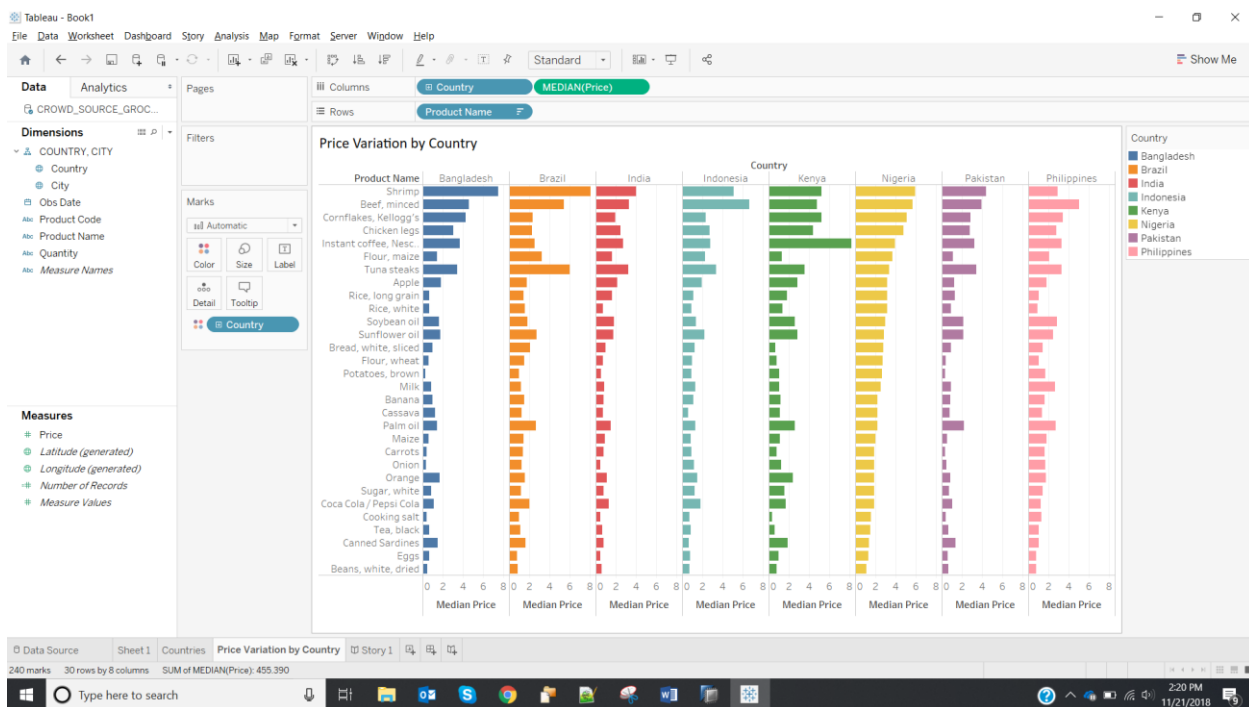 Tableau - Book1
File Data Worksheet Dashboard Story Analysis Map Format Server Window Help
Standard
Show Me
Data Analytics
Pages
Columns Country MEDIAN(Price)
CROWD_SOURCE_GROC...
Rows Product Name
Dimensions
COUNTRY, CITY
Country
City
Obs Date
Abc Product Code
Abc Product Name
Abc Quantity
Abc Measure Names
Measures
# Price
Latitude (generated)
Longitude (generated)
Number of Records
# Measure Values
Filters
Marks
Automatic
Color Size Label
Detail Tooltip
Country
Price Variation by Country
Country
Product Name Bangladesh Brazil India Indonesia Kenya Nigeria Pakistan Philippines
Shrimp
Beef, minced
Cornflakes, Kellogg's
Chicken legs
Instant coffee, Nesc..
Flour, maize
Tuna steaks
Apple
Rice, long grain
Rice, white
Soybean oil
Sunflower oil
Bread, white, sliced
Flour, wheat
Potatoes, brown
Milk
Banana
Cassava
Palm oil
Maize
Carrots
Onion
Orange
Sugar, white
Coca Cola / Pepsi Cola
Cooking salt
Tea, black
Canned Sardines
Eggs
Beans, white, dried
0 2 4 6 8 0 2 4 6 8 0 2 4 6 8 0 2 4 6 8 0 2 4 6 8 0 2 4 6 8 0 2 4 6 8 0 2 4 6 8
Median Price Median Price Median Price Median Price Median Price Median Price Median Price Median Price
Country
Bangladesh
Brazil
India
Indonesia
Kenya
Nigeria
Pakistan
Philippines
Data Source Sheet 1 Countries Price Variation by Country Story 1
240 marks 30 rows by 8 columns SUM of MEDIAN(Price): 455.390
Type here to search
2:20 PM
11/21/2018